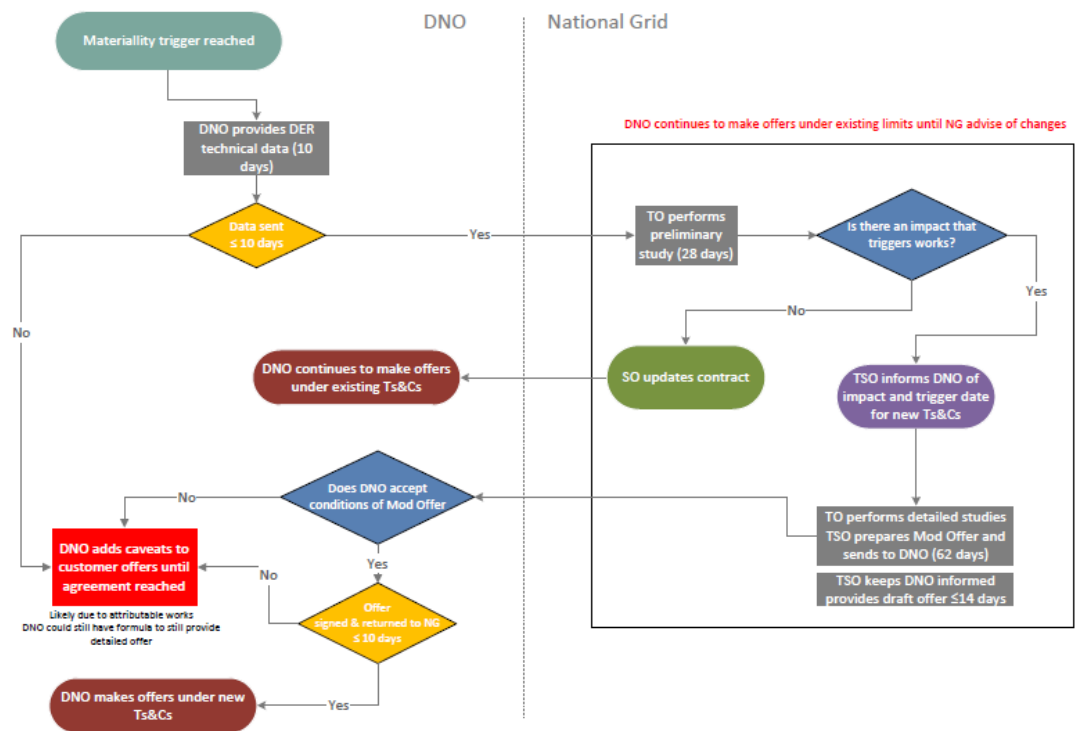 DNO
National Grid
Materiallity trigger reached
DNO provides DER
technical data (10
days)
DNO continues to make offers under existing limits until NG advise of changes
Data sent
≤ 10 days
Yes
TO performs
preliminary
study (28 days)
Is there an impact that
triggers works?
Yes
No
No
DNO continues to make offers
under existing Ts&Cs
SO updates contract
TSO informs DNO of
impact and trigger date
for new Ts&Cs
Does DNO accept
conditions of Mod Offer
No
Yes
TO performs detailed studies
TSO prepares Mod Offer and
sends to DNO (62 days)
TSO keeps DNO informed
provides draft offer ≤14 days
DNO adds caveats to
customer offers until
agreement reached
No
Offer
signed & returned to NG
≤ 10 days
Likely due to attributable works
DNO could still have formula to still provide
detailed offer
Yes
DNO makes offers under new
Ts&Cs